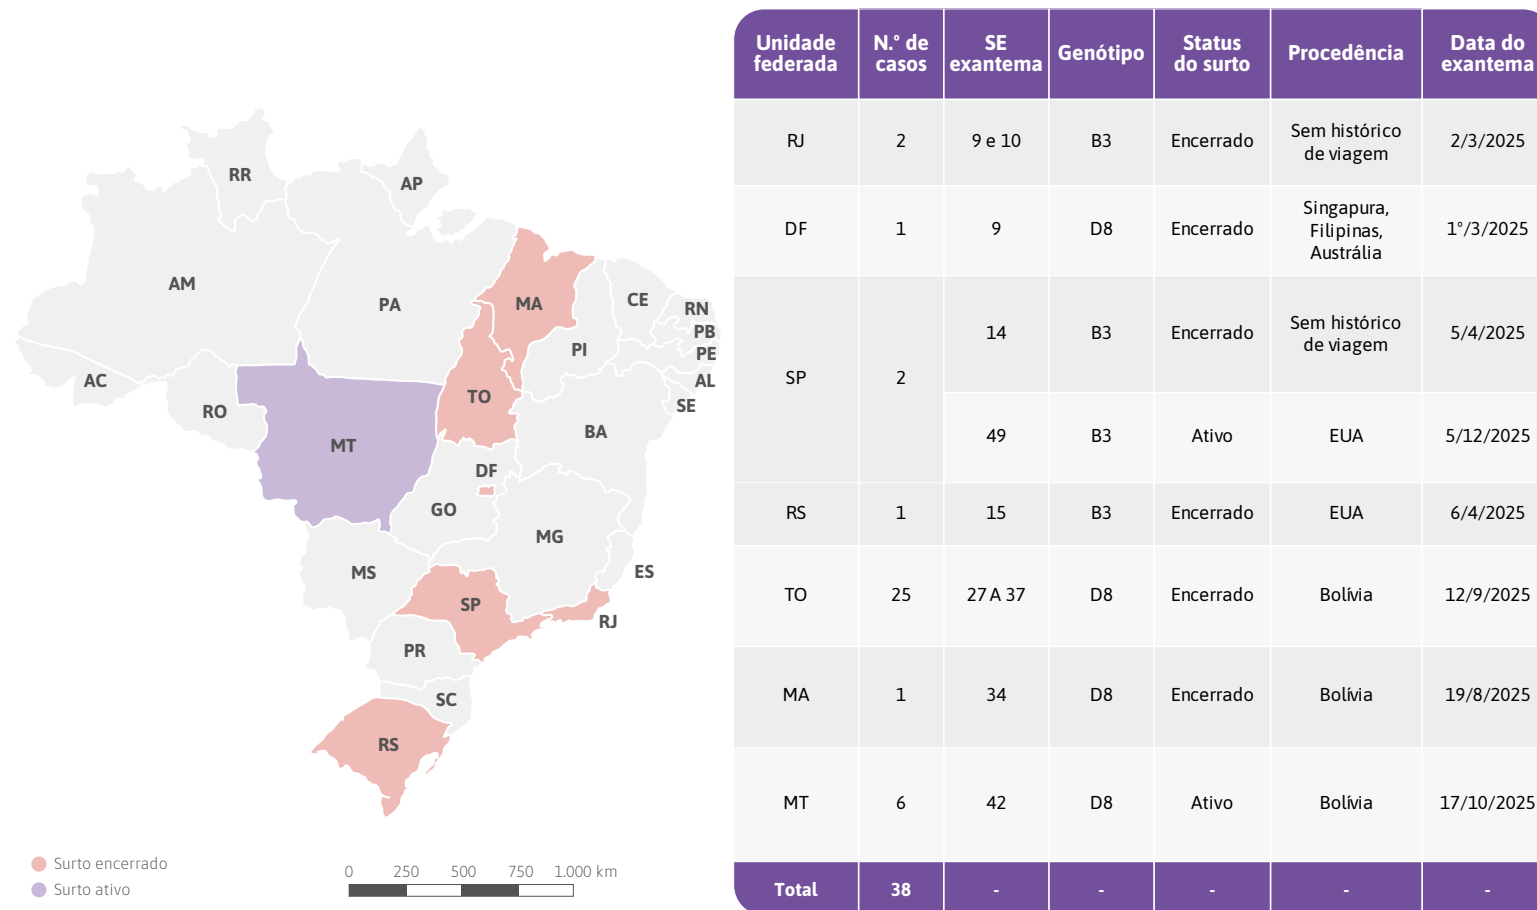 RR
AP
AM
PA
MA
CE
RN
PB
PI
PE
AC
TO
AL
RO
SE
BA
MT
DF
GO
MG
MS
ES
SP
RJ
PR
SC
RS
Surto encerrado
Surto ativo
0 250 500 750 1.000 km
Unidade
federada
N.º de
casos
SE
exantema
Genótipo
Status
do surto
Procedência
Data do
exantema
RJ 2 9 e 10 B3 Encerrado
Sem histórico
de viagem
2/3/2025
DF 1 9 D8 Encerrado
Singapura,
Filipinas,
Austrália
1°/3/2025
SP 2
14 B3 Encerrado
Sem histórico
de viagem
5/4/2025
49 B3 Ativo EUA 5/12/2025
RS 1 15 B3 Encerrado EUA 6/4/2025
TO 25 27 A 37 D8 Encerrado Bolívia 12/9/2025
MA 1 34 D8 Encerrado Bolívia 19/8/2025
MT 6 42 D8 Ativo Bolívia 17/10/2025
Total 38 - - - - -